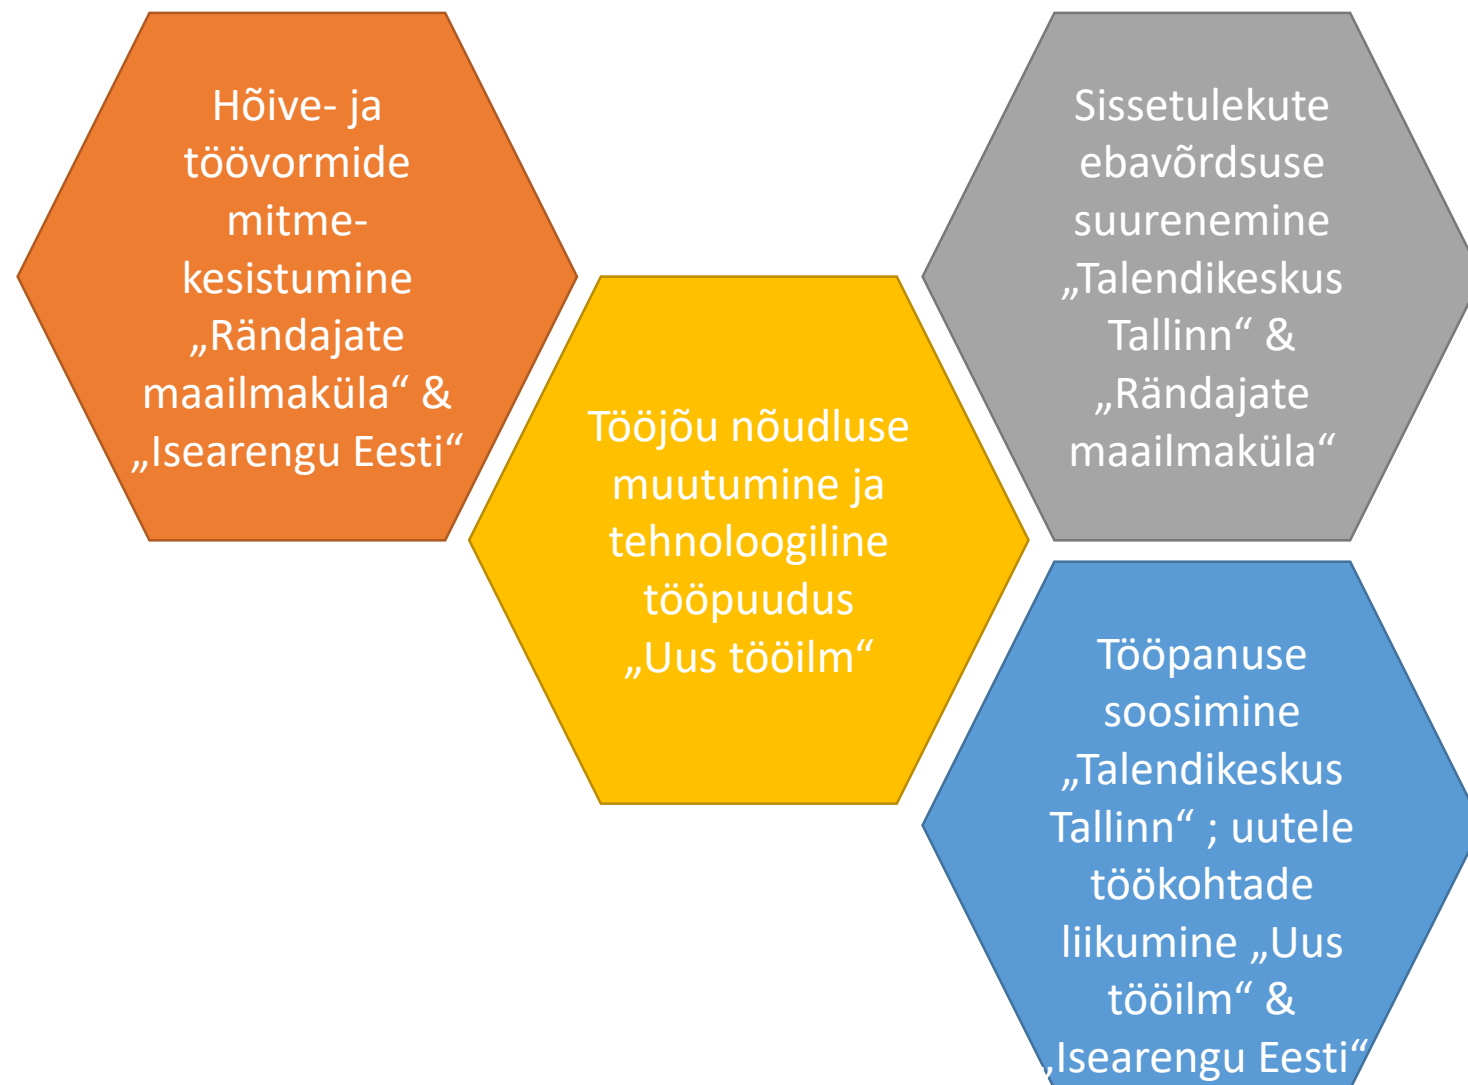 Hõive- ja
töövormide
mitme-
kesistumine
„Rändajate
maailmaküla“ &
„Isearengu Eesti“
Tööjõu nõudluse
muutumine ja
tehnoloogiline
tööpuudus
„Uus tööilm“
Sissetulekute
ebavõrdsuse
suurenemine
„Talendikeskus
Tallinn“ &
„Rändajate
maailmaküla“
Tööpanuse
soosimine
„Talendikeskus
Tallinn“ ; uutele
töökohtade
liikumine „Uus
tööilm“ &
„Isearengu Eesti“